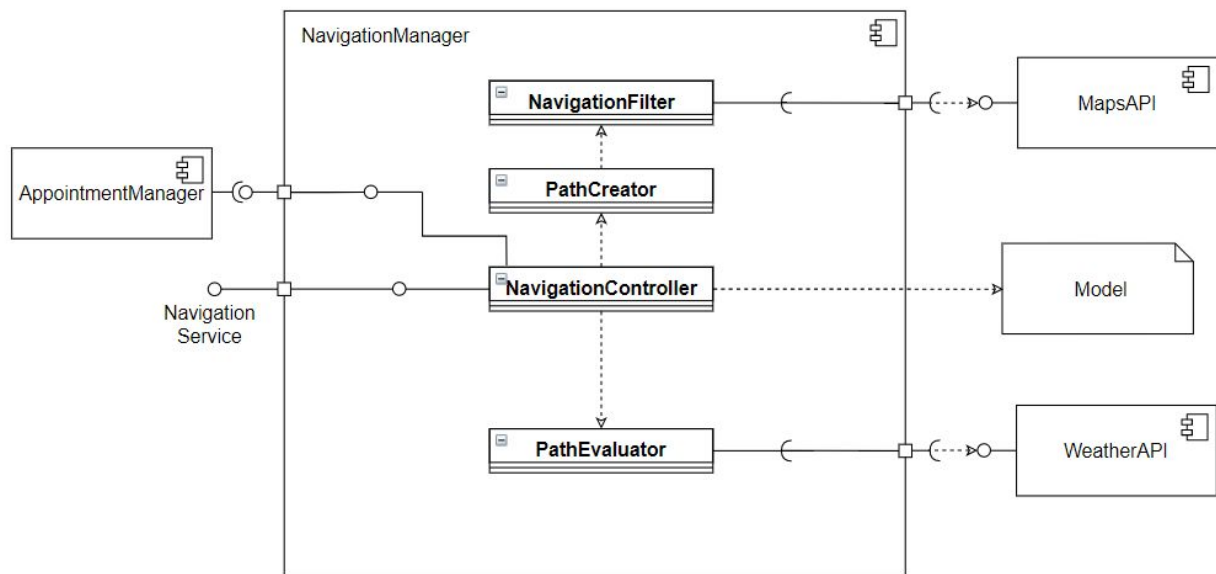 NavigationManager
NavigationFilter
MapsAPI
PathCreator
AppointmentManager
NavigationController
Model
Navigation
Service
PathEvaluator
WeatherAPI